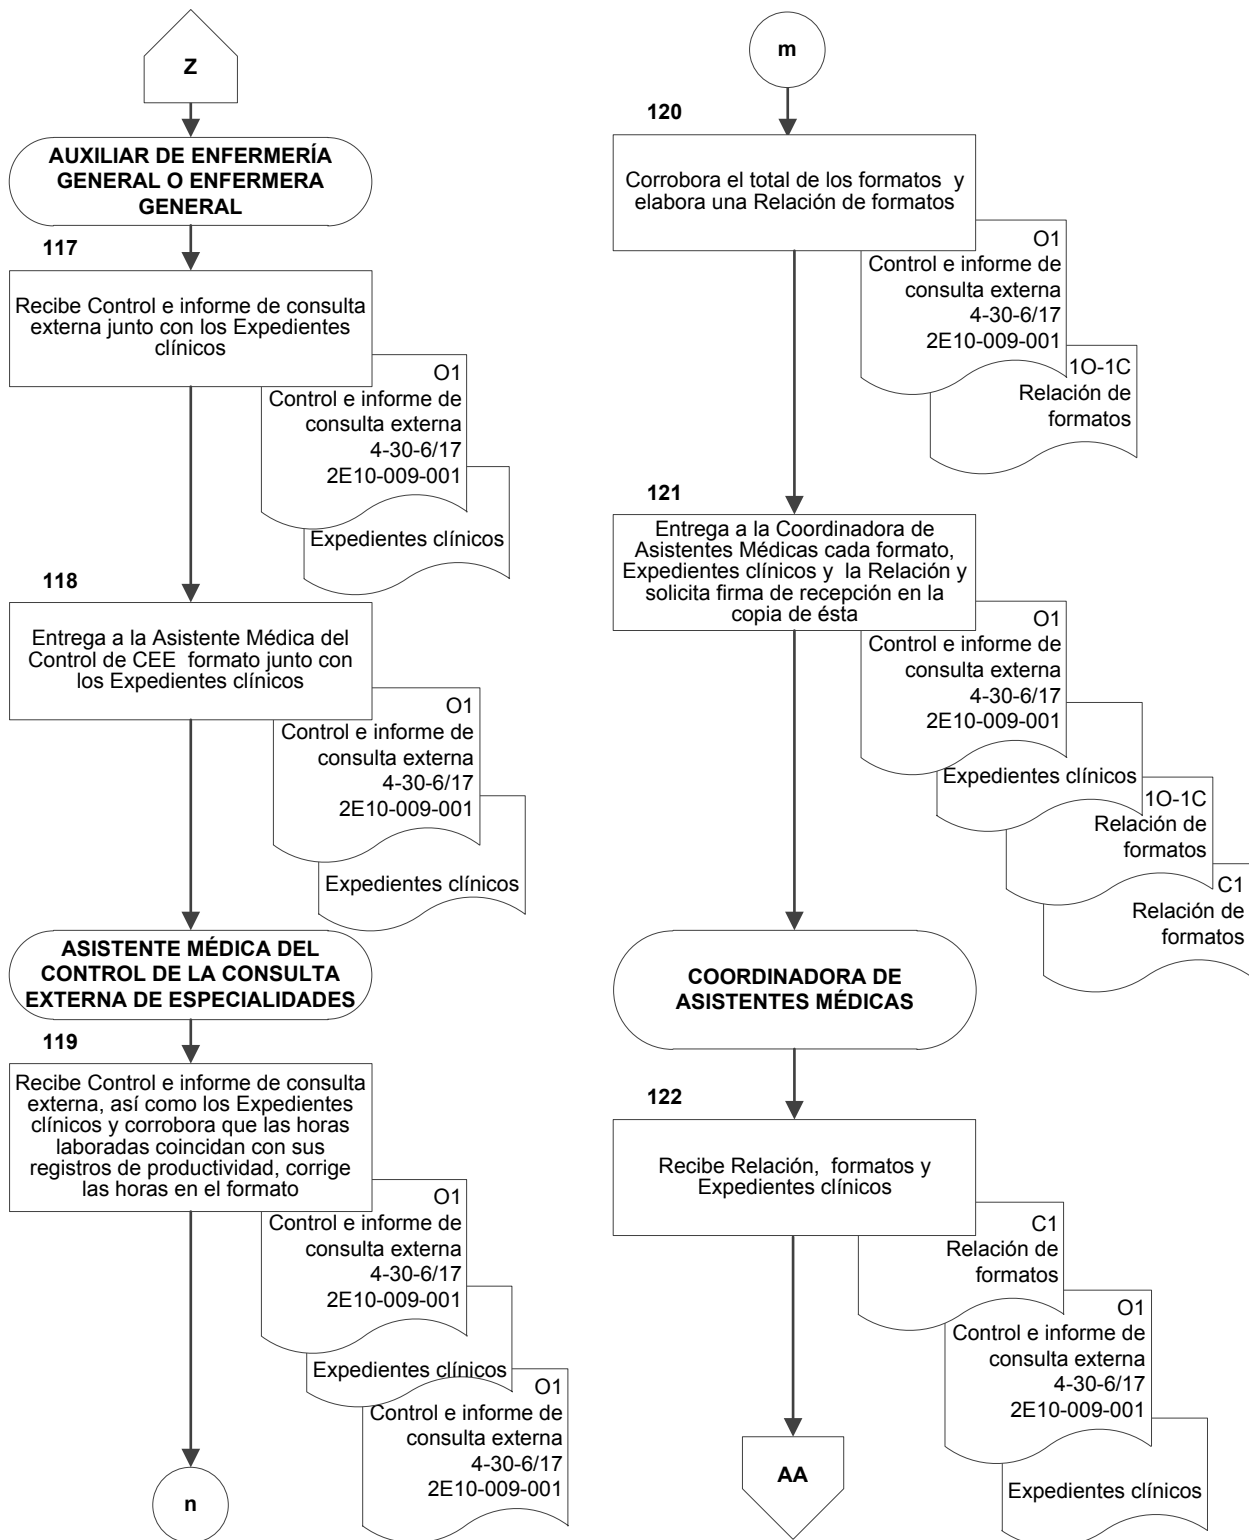 Z
AUXILIAR DE ENFERMERÍA
GENERAL O ENFERMERA
GENERAL
117
Recibe Control e informe de consulta
externa junto con los Expedientes
clínicos
O1
Control e informe de
consulta externa
4-30-6/17
2E10-009-001
Expedientes clínicos
118
Entrega a la Asistente Médica del
Control de CEE formato junto con
los Expedientes clínicos
O1
Control e informe de
consulta externa
4-30-6/17
2E10-009-001
Expedientes clínicos
ASISTENTE MÉDICA DEL
CONTROL DE LA CONSULTA
EXTERNA DE ESPECIALIDADES
119
Recibe Control e informe de consulta
externa, así como los Expedientes
clínicos y corrobora que las horas
laboradas coincidan con sus
registros de productividad, corrige
las horas en el formato
O1
Control e informe de
consulta externa
4-30-6/17
2E10-009-001
Expedientes clínicos
O1
Control e informe de
consulta externa
4-30-6/17
2E10-009-001
n
m
120
Corrobora el total de los formatos y
elabora una Relación de formatos
O1
Control e informe de
consulta externa
4-30-6/17
2E10-009-001
1O-1C
Relación de
formatos
121
Entrega a la Coordinadora de
Asistentes Médicas cada formato,
Expedientes clínicos y la Relación y
solicita firma de recepción en la
copia de ésta
O1
Control e informe de
consulta externa
4-30-6/17
2E10-009-001
Expedientes clínicos
1O-1C
Relación de
formatos
C1
Relación de
formatos
COORDINADORA DE
ASISTENTES MÉDICAS
122
Recibe Relación, formatos y
Expedientes clínicos
C1
Relación de
formatos
O1
Control e informe de
consulta externa
4-30-6/17
2E10-009-001
Expedientes clínicos
AA